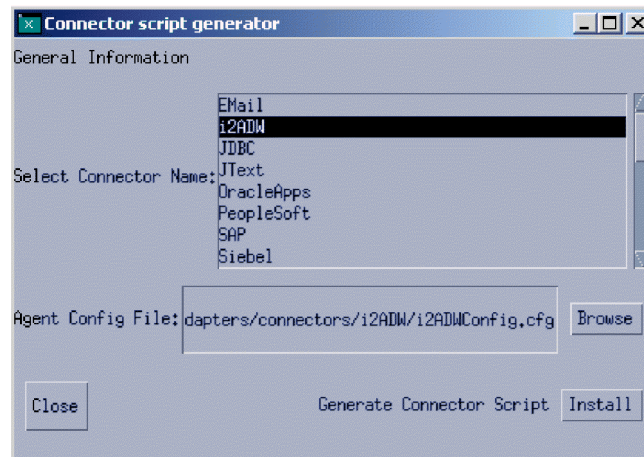 Connector script generator
General Information
EMail
i2ADW
JDBC
Select Connector Name: JText
OracleApps
PeopleSoft
SAP
Siebel
Agent Config File: dapters/connectors/i2ADW/i2ADWConfig.cfg Browse
Close Generate Connector Script Install